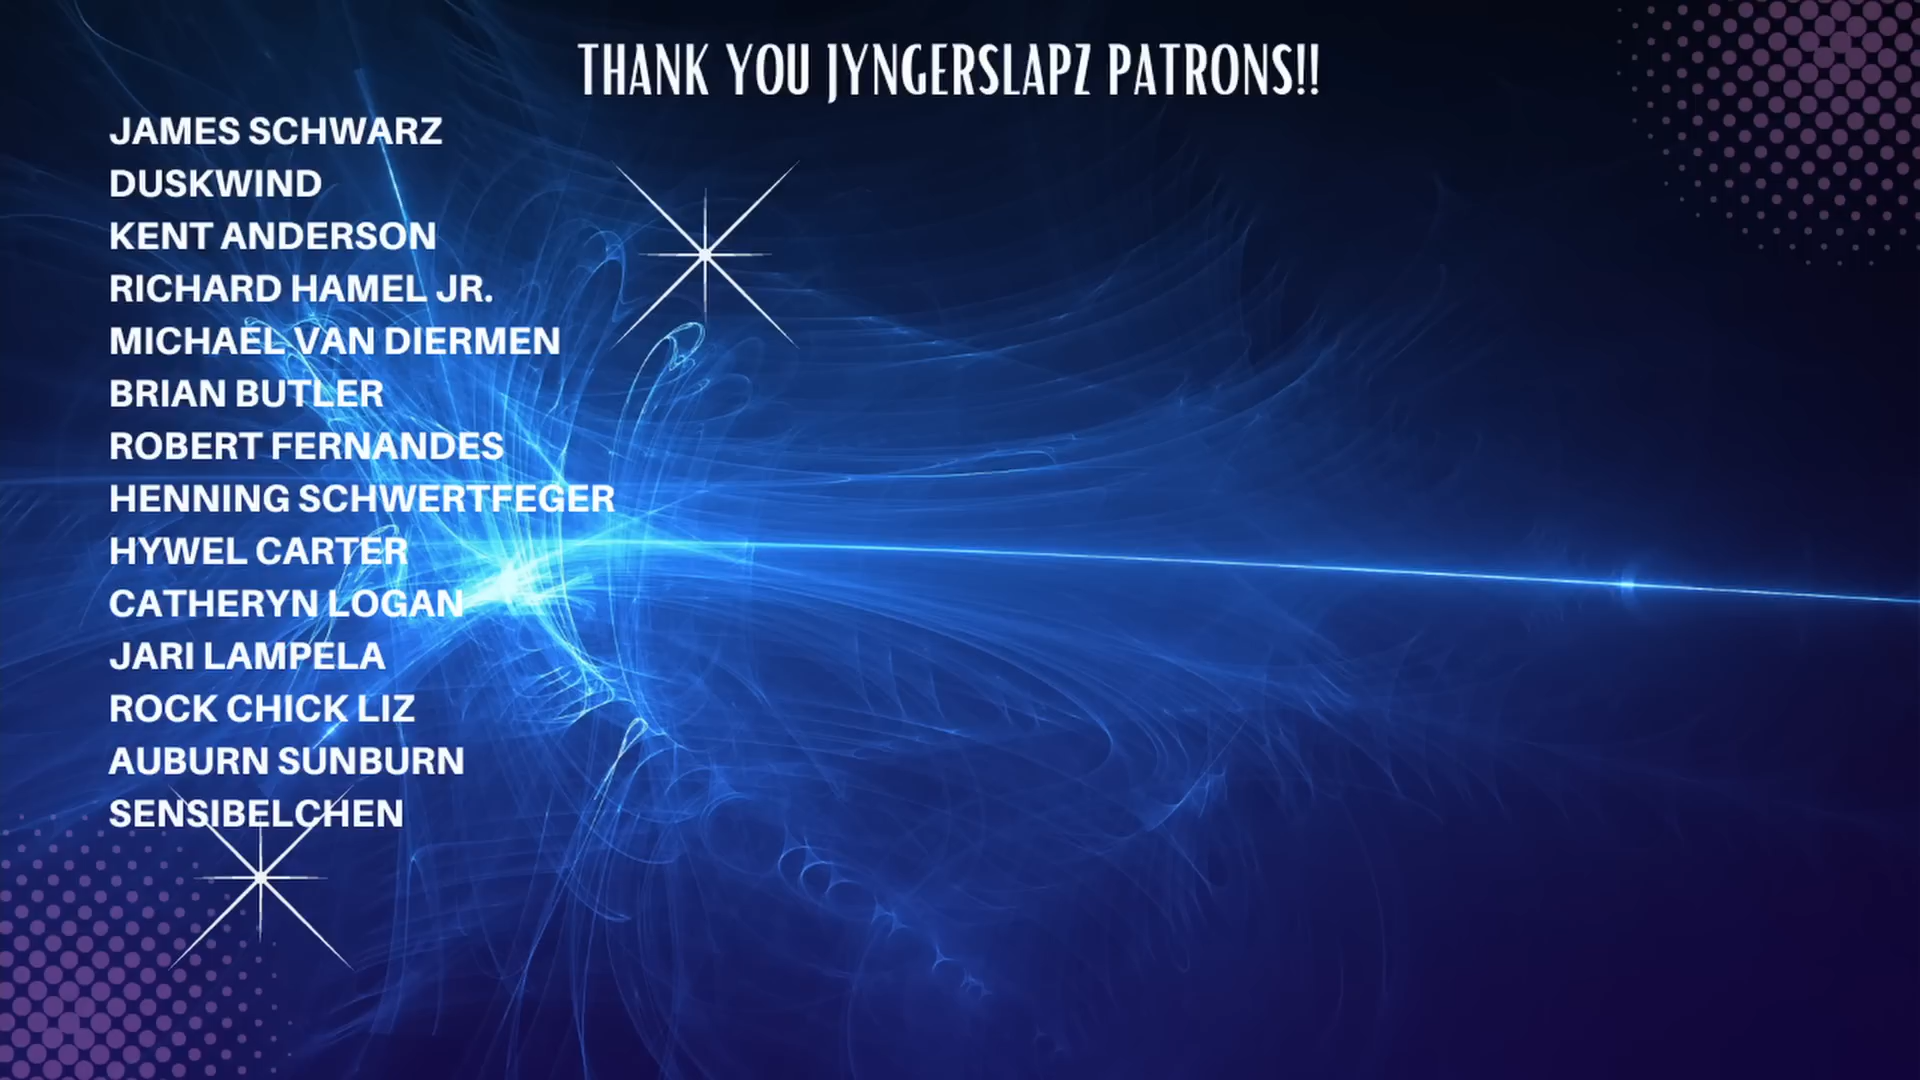 THANK YOU JYNGERSLAPZ PATRONS!!
JAMES SCHWARZ
DUSKWIND
KENT ANDERSON
RICHARD HAMEL JR.
MICHAEL VAN DIERMEN
BRIAN BUTLER
ROBERT FERNANDES
HENNING SCHWERTFEGER
HYWEL CARTER
CATHERYN LOGAN
JARI LAMPELA
ROCK CHICK LIZ
AUBURN SUNBURN
SENSIBELCHEN